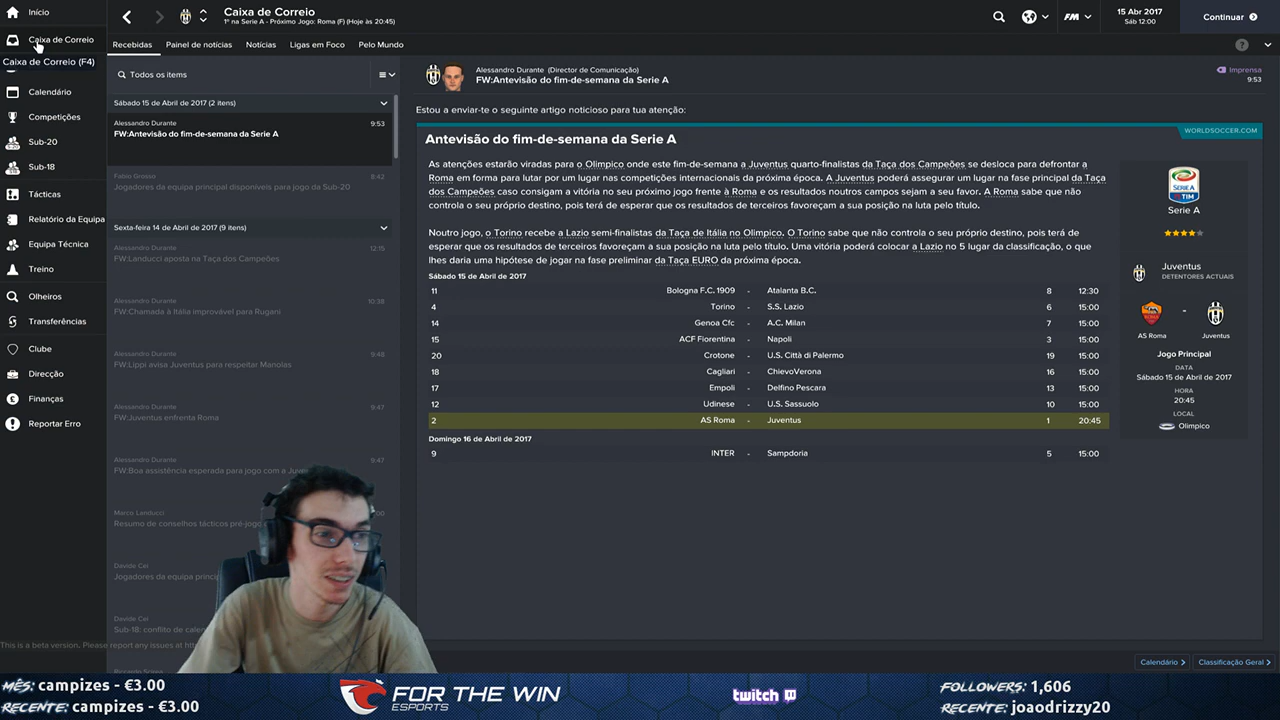 Início
Caixa de Correio
Caixa de Correio (F4)
Calendário
Competições
Sub-20
Sub-18
Tácticas
Relatório da Equipa
Equipa Técnica
Treino
Olheiros
Transferências
Clube
Direcção
Finanças
Reportar Erro
Caixa de Correio
1º na Serie A - Próximo Jogo: Roma (F) (Hoje às 20:45)
FM
15 Abr 2017
Sáb 12:00
Continuar
Recebidas
Painel de notícias
Notícias
Ligas em Foco
Pelo Mundo
Todos os items
Sábado 15 de Abril de 2017 (2 itens)
Alessandro Durante 9:53
FW:Antevisão do fim-de-semana da Serie A
Fabio Grosso 8:42
Jogadores da equipa principal disponíveis para jogo da Sub-20
Sexta-feira 14 de Abril de 2017 (9 itens)
Alessandro Durante 12:15
FW:Landucci aposta na Taça dos Campeões
Alessandro Durante 10:38
FW:Chamada à Itália improvável para Rugani
Alessandro Durante 9:48
FW:Lippi avisa Juventus para respeitar Manolas
Alessandro Durante 9:47
FW:Juventus enfrenta Roma
Alessandro Durante 9:47
FW:Boa assistência esperada para jogo com a Juve
Marco Landucci
Resumo de conselhos tácticos pré-jogo
Davide Cei
Jogadores da equipa princip
Davide Cei
Sub-18: conflito de cale
This is a beta version. Please report any issues at
Alessandro Durante (Director de Comunicação)
FW:Antevisão do fim-de-semana da Serie A
Imprensa
9:53
Estou a enviar-te o seguinte artigo noticioso para tua atenção:
WORLDSOCCER.COM
Antevisão do fim-de-semana da Serie A
As atenções estarão viradas para o Olimpico onde este fim-de-semana a Juventus quarto-finalistas da Taça dos Campeões se desloca para defrontar a
Roma em forma para lutar por um lugar nas competições internacionais da próxima época. A Juventus poderá assegurar um lugar na fase principal da Taça
dos Campeões caso consigam a vitória no seu próximo jogo frente à Roma e os resultados noutros campos sejam a seu favor. A Roma sabe que não
controla o seu próprio destino, pois terá de esperar que os resultados de terceiros favoreçam a sua posição na luta pelo título.
Noutro jogo, o Torino recebe a Lazio semi-finalistas da Taça de Itália no Olimpico. O Torino sabe que não controla o seu próprio destino, pois terá de
esperar que os resultados de terceiros favoreçam a sua posição na luta pelo título. Uma vitória poderá colocar a Lazio no 5 lugar da classificação, o que
lhes daria uma hipótese de jogar na fase preliminar da Taça EURO da próxima época.
Sábado 15 de Abril de 2017
11 Bologna F.C. 1909 - Atalanta B.C. 8 12:30
4 Torino - S.S. Lazio 6 15:00
14 Genoa Cfc - A.C. Milan 7 15:00
15 ACF Fiorentina - Napoli 3 15:00
20 Crotone - U.S. Città di Palermo 19 15:00
18 Cagliari - ChievoVerona 16 15:00
17 Empoli - Delfino Pescara 13 15:00
12 Udinese - U.S. Sassuolo 10 15:00
2 AS Roma - Juventus 1 20:45
Domingo 16 de Abril de 2017
9 INTER - Sampdoria 5 15:00
SERIE A
TIM
Serie A
Juventus
DETENTORES ACTUAIS
AS Roma - Juventus
Jogo Principal
DATA
Sábado 15 de Abril de 2017
HORA
20:45
LOCAL
Olimpico
Calendário
Classificação Geral
MÊS: campizes - €3.00
RECENTE: campizes - €3.00
FOR THE WIN
ESPORTS
twitch
FOLLOWERS: 1,606
RECENTE: joaodrizzy20